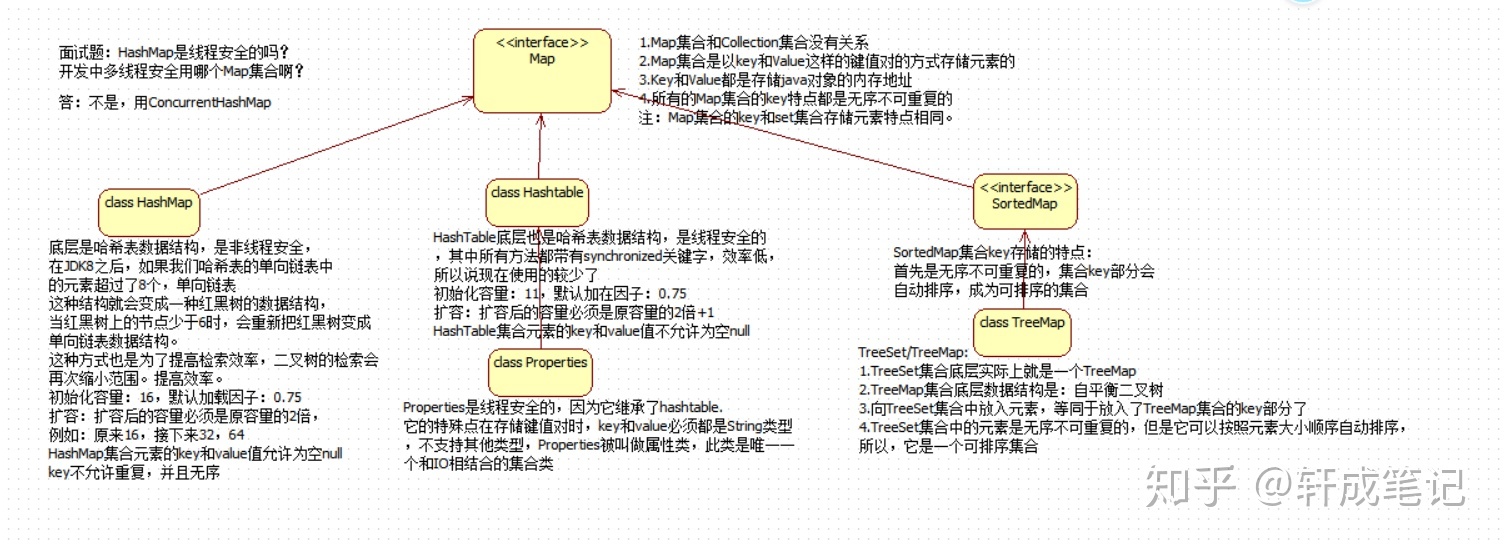 面试题：HashMap是线程安全的吗？
开发中多线程安全用哪个Map集合啊？
答：不是，用ConcurrentHashMap
<<interface>>
Map
1.Map集合和Collection集合没有关系
2.Map集合是以key和Value这样的键值对的方式存储元素的
3.Key和Value都是存储java对象的内存地址
4.所有的Map集合的key特点都是无序不可重复的
注：Map集合的key和set集合存储元素特点相同。
class HashMap
底层是哈希表数据结构，是非线程安全，
在JDK8之后，如果我们哈希表的单向链表中
的元素超过了8个，单向链表
这种结构就会变成一种红黑树的数据结构，
当红黑树上的节点少于6时，会重新把红黑树变成
单向链表数据结构。
这种方式也是为了提高检索效率，二叉树的检索会
再次缩小范围。提高效率。
初始化容量：16，默认加载因子：0.75
扩容：扩容后的容量必须是原容量的2倍，
例如：原来16，接下来32，64
HashMap集合元素的key和value值允许为空null
key不允许重复，并且无序
class Hashtable
HashTable底层也是哈希表数据结构，是线程安全的
，其中所有方法都带有synchronized关键字，效率低，
所以说现在使用的较少了
初始化容量：11，默认加在因子：0.75
扩容：扩容后的容量必须是原容量的2倍+1
HashTable集合元素的key和value值不允许为空null
class Properties
Properties是线程安全的，因为它继承了hashtable.
它的特殊点在存储键值对时，key和value必须都是String类型
，不支持其他类型，Properties被叫做属性类，此类是唯一一
个和IO相结合的集合类
<<interface>>
SortedMap
SortedMap集合key存储的特点：
首先是无序不可重复的，集合key部分会
自动排序，成为可排序的集合
class TreeMap
TreeSet/TreeMap:
1.TreeSet集合底层实际上就是一个TreeMap
2.TreeMap集合底层数据结构是：自平衡二叉树
3.向TreeSet集合中放入元素，等同于放入了TreeMap集合的key部分了
4.TreeSet集合中的元素是无序不可重复的，但是它可以按照元素大小顺序自动排序，
所以，它是一个可排序集合
知乎 @轩成笔记